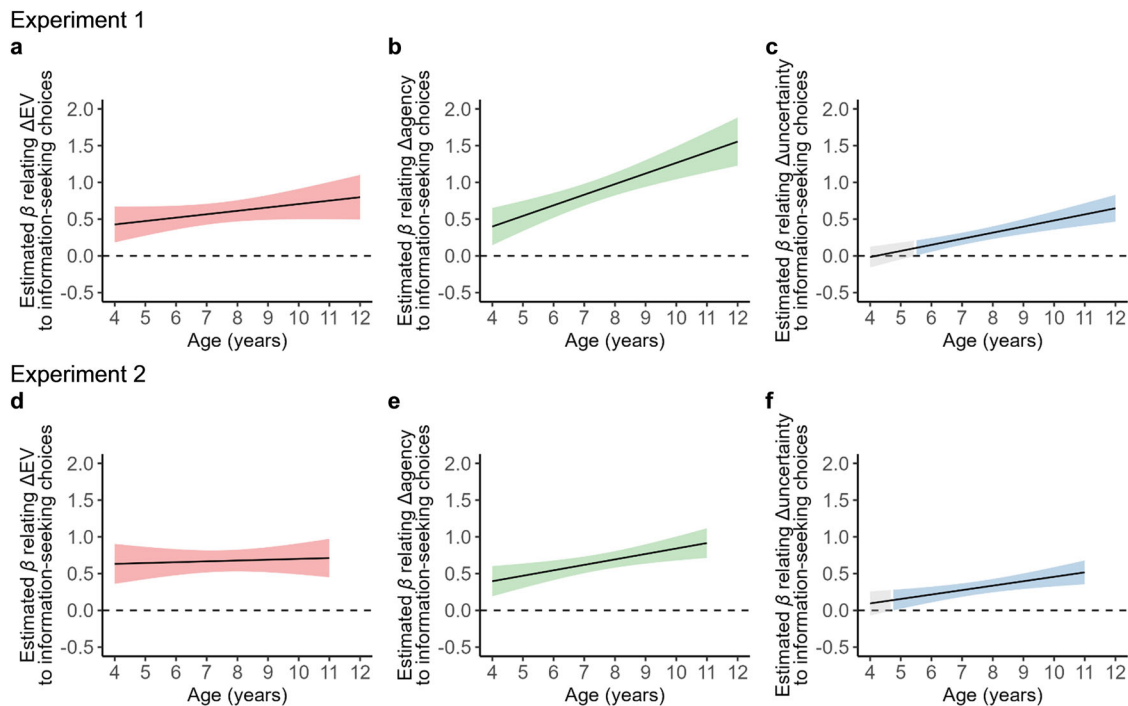 Experiment 1
a
Estimated β relating ΔEV
to information-seeking choices
2.0
1.5
1.0
0.5
0.0
-0.5
4 5 6 7 8 9 10 11 12
Age (years)
b
Estimated β relating Δagency
to information-seeking choices
2.0
1.5
1.0
0.5
0.0
-0.5
4 5 6 7 8 9 10 11 12
Age (years)
c
Estimated β relating Δuncertainty
to information-seeking choices
2.0
1.5
1.0
0.5
0.0
-0.5
4 5 6 7 8 9 10 11 12
Age (years)
Experiment 2
d
Estimated β relating ΔEV
to information-seeking choices
2.0
1.5
1.0
0.5
0.0
-0.5
4 5 6 7 8 9 10 11 12
Age (years)
e
Estimated β relating Δagency
to information-seeking choices
2.0
1.5
1.0
0.5
0.0
-0.5
4 5 6 7 8 9 10 11 12
Age (years)
f
Estimated β relating Δuncertainty
to information-seeking choices
2.0
1.5
1.0
0.5
0.0
-0.5
4 5 6 7 8 9 10 11 12
Age (years)